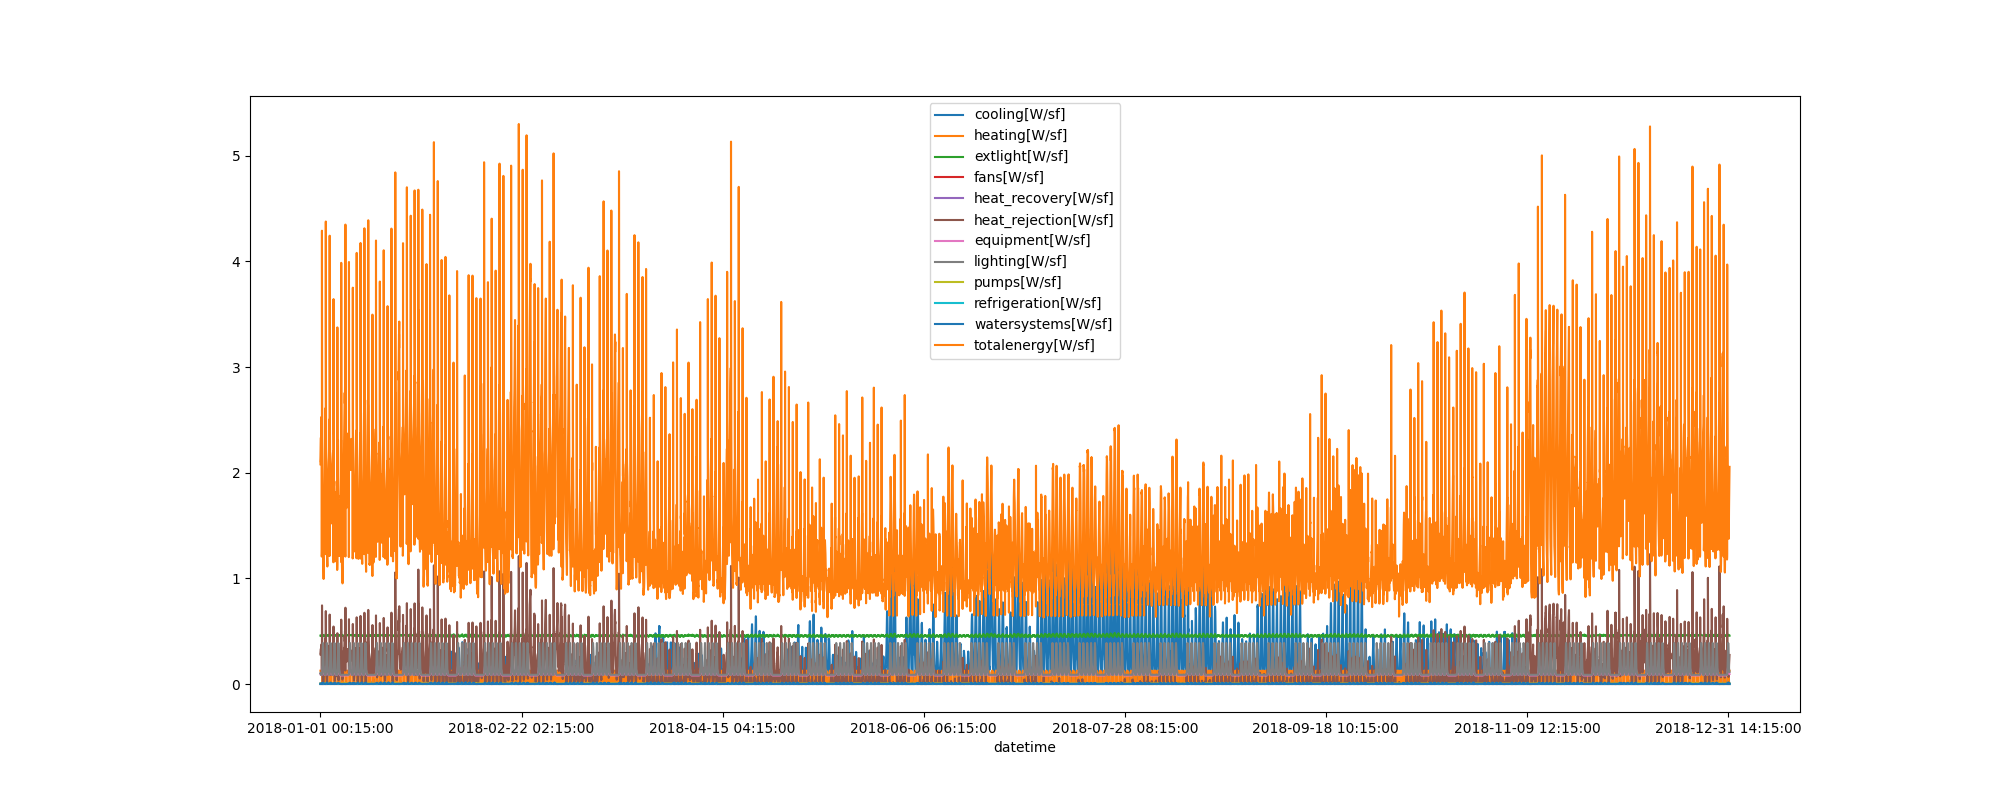 cooling[W/sf]
heating[W/sf]
extlight[W/sf]
fans[W/sf]
heat_recovery[W/sf]
heat_rejection[W/sf]
equipment[W/sf]
lighting[W/sf]
pumps[W/sf]
refrigeration[W/sf]
watersystems[W/sf]
totalenergy[W/sf]
5
4
3
2
1
0
2018-01-01 00:15:00 2018-02-22 02:15:00 2018-04-15 04:15:00 2018-06-06 06:15:00 2018-07-28 08:15:00 2018-09-18 10:15:00 2018-11-09 12:15:00 2018-12-31 14:15:00
datetime